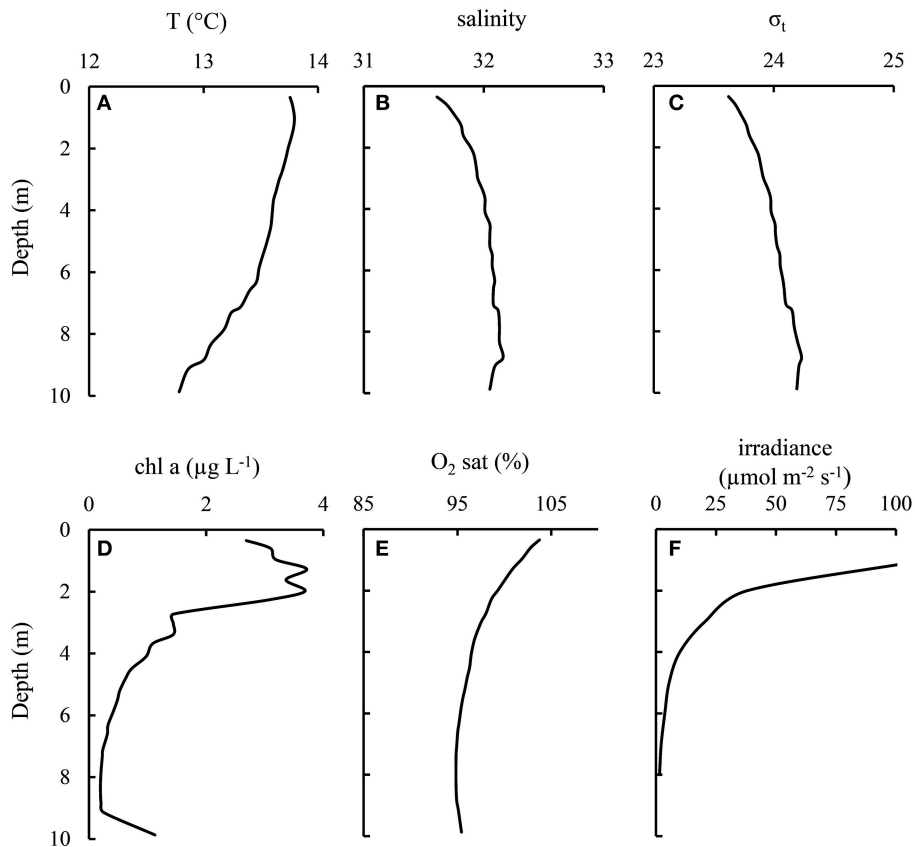 T (°C)
salinity
σt
12 13 14
31 32 33
23 24 25
0
2
4
6
8
10
Depth (m)
A
B
C
chl a (µg L-1)
O2 sat (%)
irradiance
(µmol m-2 s-1)
0 2 4
85 95 105
0 25 50 75 100
0
2
4
6
8
10
Depth (m)
D
E
F